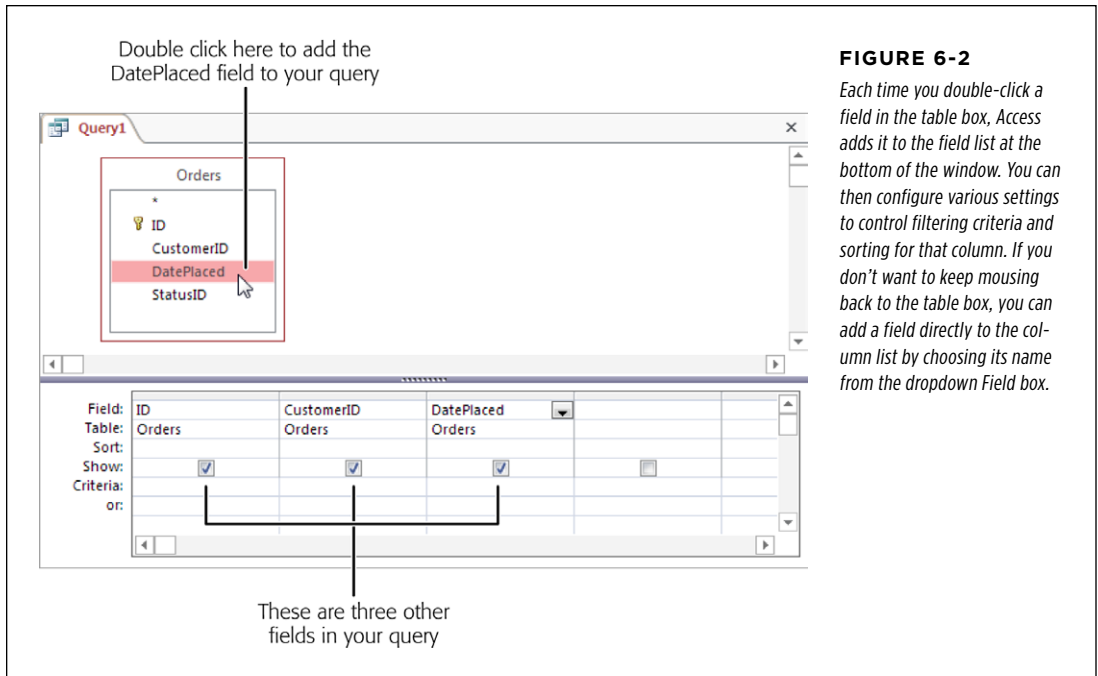 Double click here to add the
DatePlaced field to your query
Query1
Orders
*
ID
CustomerID
DatePlaced
StatusID
Field: ID CustomerID DatePlaced
Table: Orders Orders Orders
Sort:
Show:
Criteria:
or:
These are three other
fields in your query
FIGURE 6-2
Each time you double-click a
field in the table box, Access
adds it to the field list at the
bottom of the window. You can
then configure various settings
to control filtering criteria and
sorting for that column. If you
don’t want to keep mousing
back to the table box, you can
add a field directly to the col-
umn list by choosing its name
from the dropdown Field box.